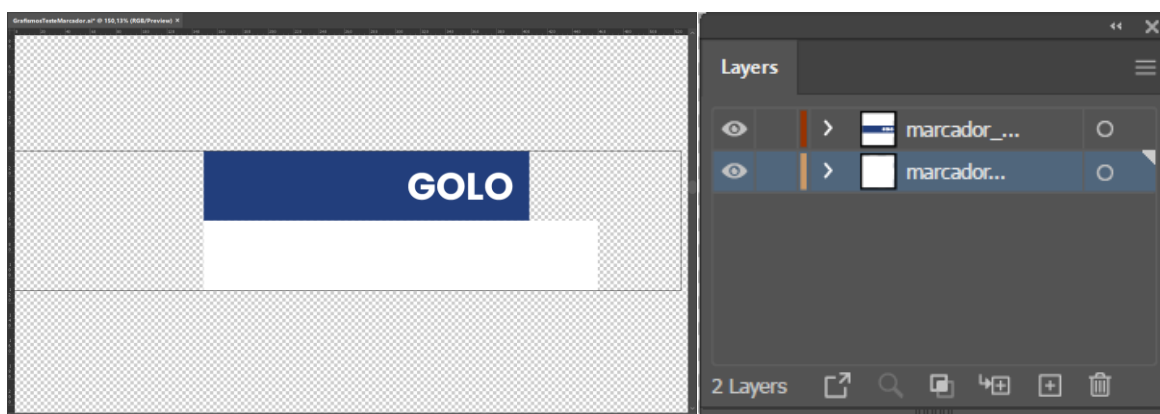 GrafismosTesteMarcador.ai* @ 150,13% (RGB/Preview) ×
GOLO
Layers
marcador_...
marcador...
2 Layers